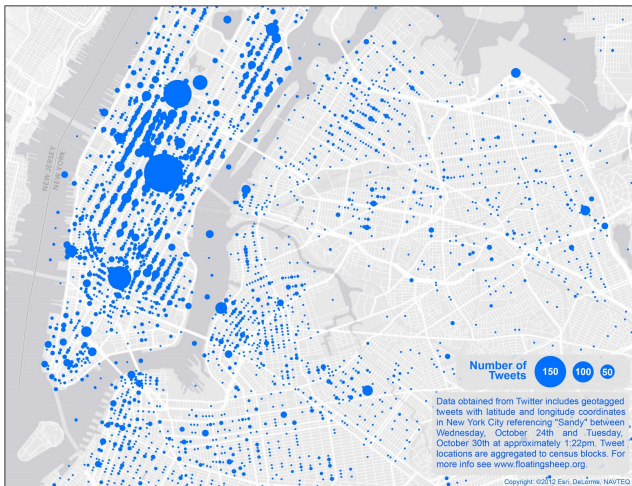 NEW JERSEY
NEW YORK
Number of
Tweets
150 100 50
Data obtained from Twitter includes geotagged
tweets with latitude and longitude coordinates
in New York City referencing "Sandy" between
Wednesday, October 24th and Tuesday,
October 30th at approximately 1:22pm. Tweet
locations are aggregated to census blocks. For
more info see www.floatingsheep.org.
Copyright: ©2012 Esri, DeLorme, NAVTEQ